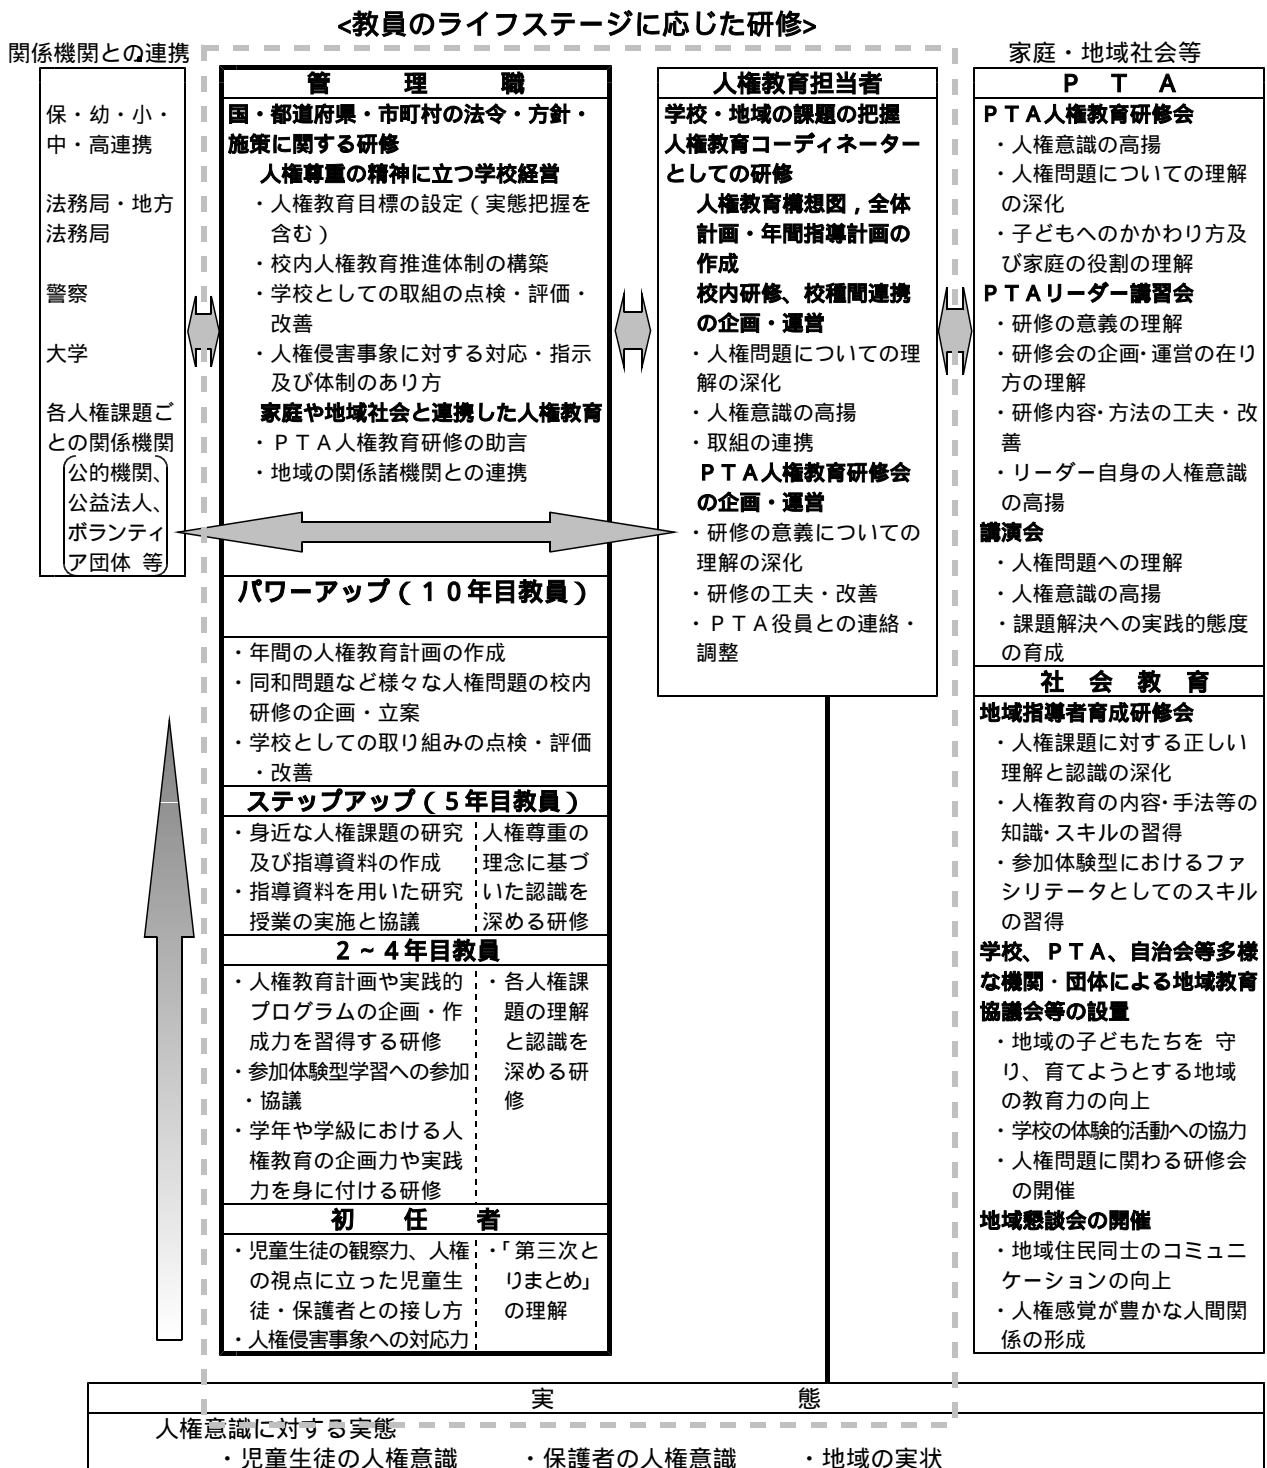 <教員のライフステージに応じた研修>
関係機関との連携
保・幼・小・
中・高連携
法務局・地方
法務局
警察
大学
各人権課題ご
との関係機関
公的機関、
公益法人、
ボランティ
ア団体 等
管 理 職
国・都道府県・市町村の法令・方針・
施策に関する研修
人権尊重の精神に立つ学校経営
・人権教育目標の設定（実態把握を
含む）
・校内人権教育推進体制の構築
・学校としての取組の点検・評価・
改善
・人権侵害事象に対する対応・指示
及び体制のあり方
家庭や地域社会と連携した人権教育
・ＰＴＡ人権教育研修の助言
・地域の関係諸機関との連携
パワーアップ（１０年目教員）
・年間の人権教育計画の作成
・同和問題など様々な人権問題の校内
研修の企画・立案
・学校としての取り組みの点検・評価
・改善
ステップアップ（５年目教員）
・身近な人権課題の研究
及び指導資料の作成
・指導資料を用いた研究
授業の実施と協議
人権尊重の
理念に基づ
いた認識を
深める研修
２～４年目教員
・人権教育計画や実践的
プログラムの企画・作
成力を習得する研修
・参加体験型学習への参加
・協議
・学年や学級における人
権教育の企画力や実践
力を身に付ける研修
・各人権課
題の理解
と認識を
深める研
修
初 任 者
・児童生徒の観察力、人権
の視点に立った児童生
徒・保護者との接し方
・人権侵害事象への対応力
・「第三次と
りまとめ」
の理解
人権教育担当者
学校・地域の課題の把握
人権教育コーディネーター
としての研修
人権教育構想図，全体
計画・年間指導計画の
作成
校内研修、校種間連携
の企画・運営
・人権問題についての理
解の深化
・人権意識の高揚
・取組の連携
ＰＴＡ人権教育研修会
の企画・運営
・研修の意義についての
理解の深化
・研修の工夫・改善
・ＰＴＡ役員との連絡・
調整
家庭・地域社会等
Ｐ Ｔ Ａ
ＰＴＡ人権教育研修会
・人権意識の高揚
・人権問題についての理解
の深化
・子どもへのかかわり方及
び家庭の役割の理解
ＰＴＡリーダー講習会
・研修の意義の理解
・研修会の企画・運営の在り
方の理解
・研修内容・方法の工夫・改
善
・リーダー自身の人権意識
の高揚
講演会
・人権問題への理解
・人権意識の高揚
・課題解決への実践的態度
の育成
社 会 教 育
地域指導者育成研修会
・人権課題に対する正しい
理解と認識の深化
・人権教育の内容・手法等の
知識・スキルの習得
・参加体験型におけるファ
シリテータとしてのスキル
の習得
学校、ＰＴＡ、自治会等多様
な機関・団体による地域教育
協議会等の設置
・地域の子どもたちを 守
り、育てようとする地域
の教育力の向上
・学校の体験的活動への協力
・人権問題に関わる研修会
の開催
地域懇談会の開催
・地域住民同士のコミュニ
ケーションの向上
・人権感覚が豊かな人間関
係の形成
実 態
人権意識に対する実態
・児童生徒の人権意識 ・保護者の人権意識 ・地域の実状